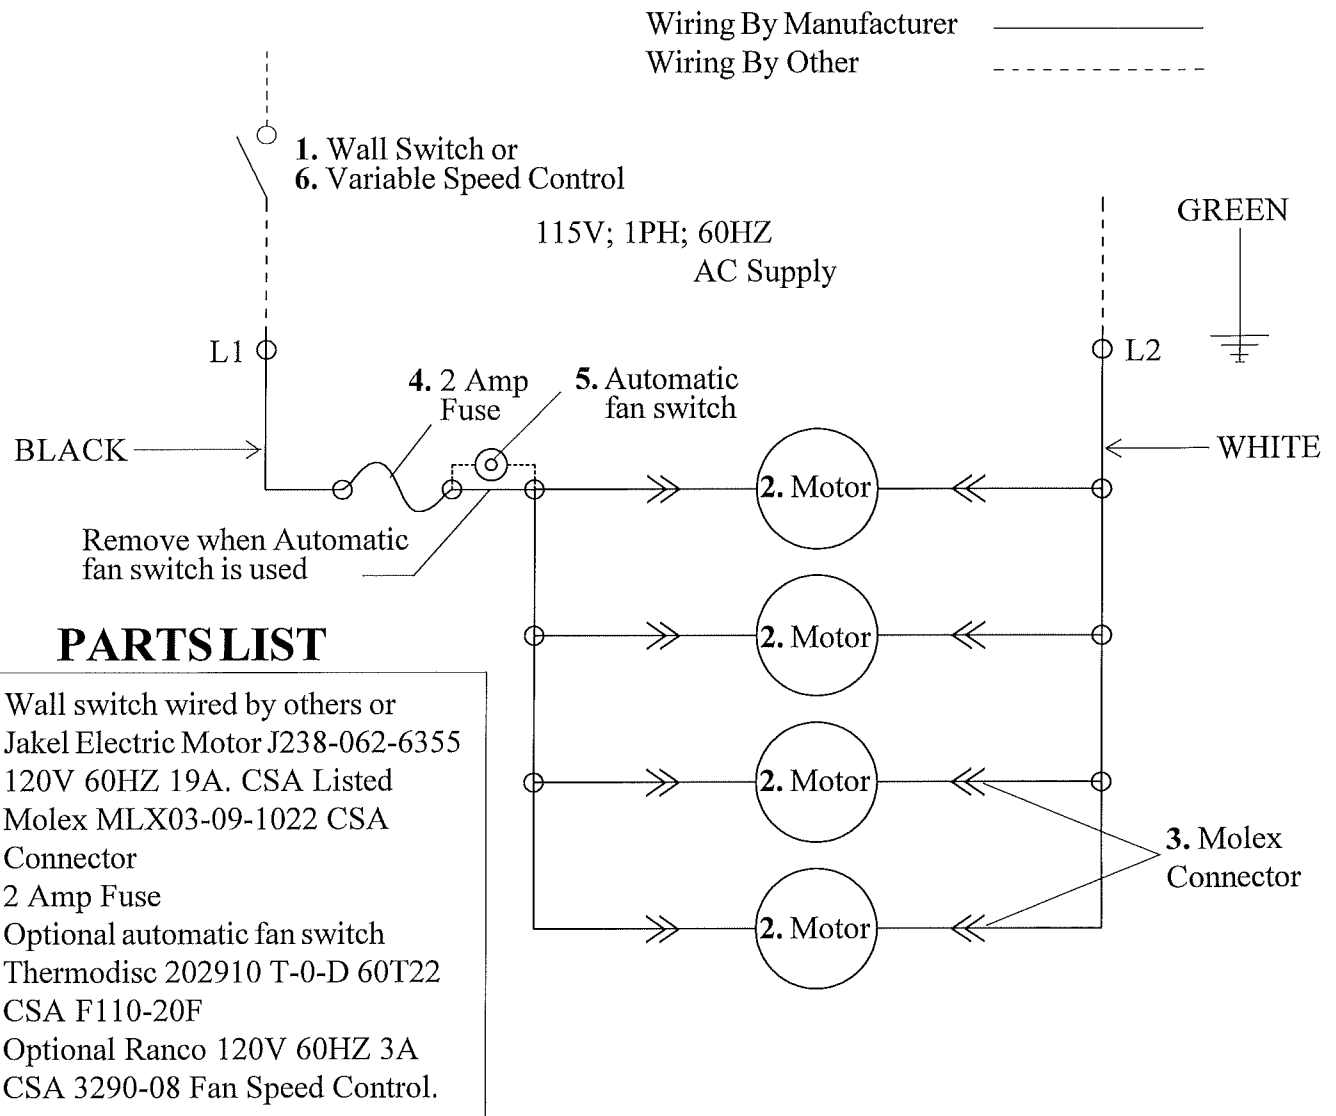 Wiring By Manufacturer
Wiring By Other
1. Wall Switch or
6. Variable Speed Control
115V; 1PH; 60HZ
AC Supply
GREEN
L1
L2
4. 2 Amp
Fuse
5. Automatic
fan switch
BLACK
WHITE
2. Motor
Remove when Automatic
fan switch is used
2. Motor
2. Motor
2. Motor
3. Molex
Connector
PARTS LIST
Wall switch wired by others or
Jakel Electric Motor J238-062-6355
120V 60HZ 19A. CSA Listed
Molex MLX03-09-1022 CSA
Connector
2 Amp Fuse
Optional automatic fan switch
Thermodisc 202910 T-0-D 60T22
CSA F110-20F
Optional Ranco 120V 60HZ 3A
CSA 3290-08 Fan Speed Control.